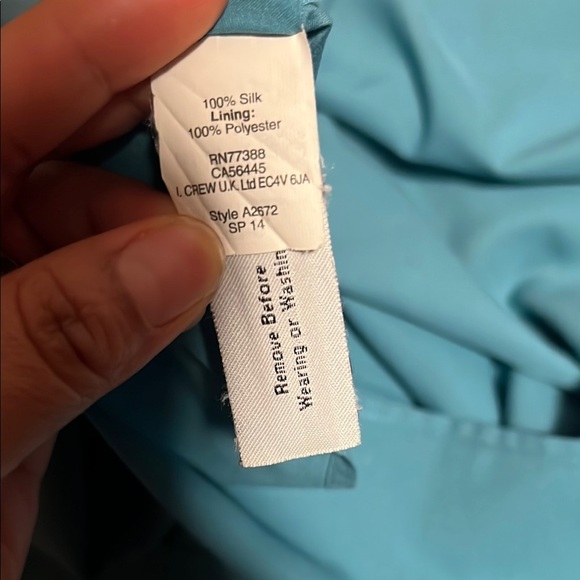 100% Silk
Lining:
100% Polyester
RN77388
CA56445
J. CREW U.K. Ltd EC4V 6JA
Style A2672
SP 14
Remove Before
Wearing or Washin